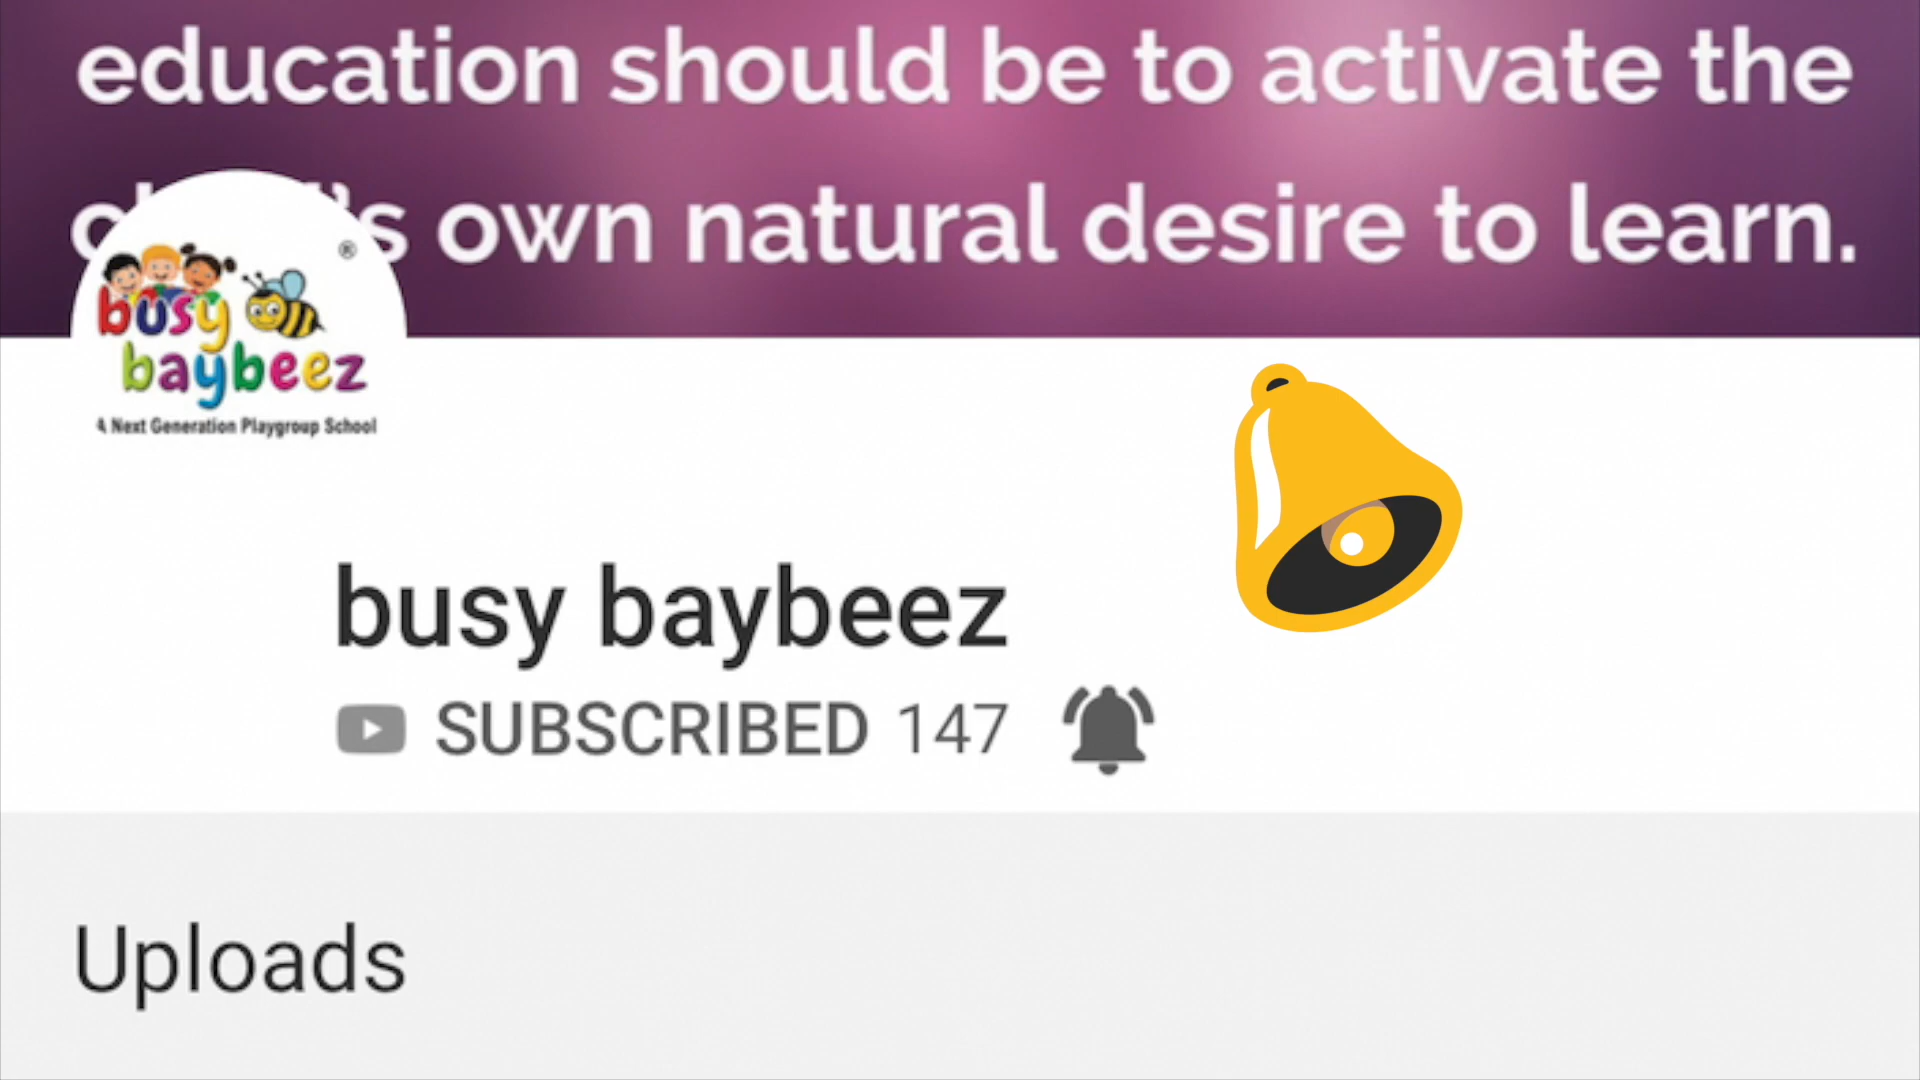 education should be to activate the
own natural desire to learn.
®
busy
baybeez
A Next Generation Playgroup School
busy baybeez
SUBSCRIBED 147
Uploads